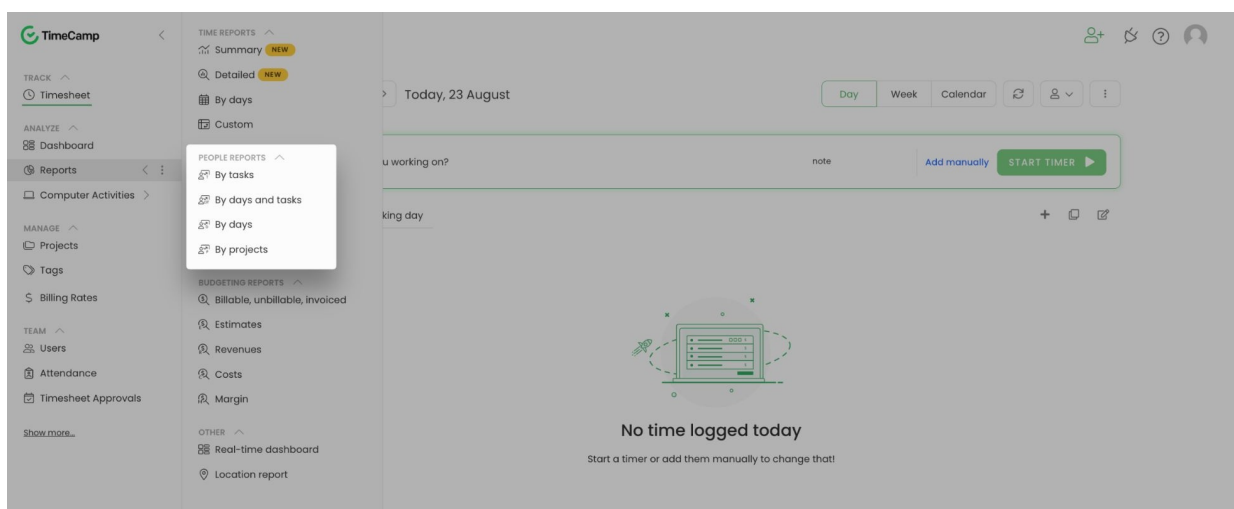 TimeCamp
TRACK
Timesheet
ANALYZE
Dashboard
Reports
Computer Activities
MANAGE
Projects
Tags
Billing Rates
TEAM
Users
Attendance
Timesheet Approvals
Show more...
TIME REPORTS
Summary NEW
Detailed NEW
By days
Custom
PEOPLE REPORTS
By tasks
By days and tasks
By days
By projects
BUDGETING REPORTS
Billable, unbillable, invoiced
Estimates
Revenues
Costs
Margin
OTHER
Real-time dashboard
Location report
Today, 23 August
Day Week Calendar
u working on? note Add manually START TIMER
king day
No time logged today
Start a timer or add them manually to change that!